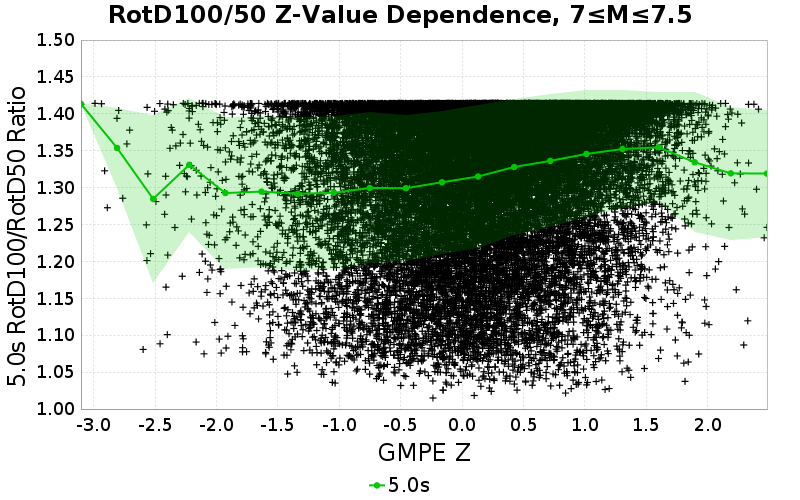 RotD100/50 Z-Value Dependence, 7≤M≤7.5
1.50
1.45
1.40
1.35
1.30
1.25
1.20
1.15
1.10
1.05
1.00
5.0s RotD100/RotD50 Ratio
-3.0 -2.5 -2.0 -1.5 -1.0 -0.5 0.0 0.5 1.0 1.5 2.0
GMPE Z
5.0s